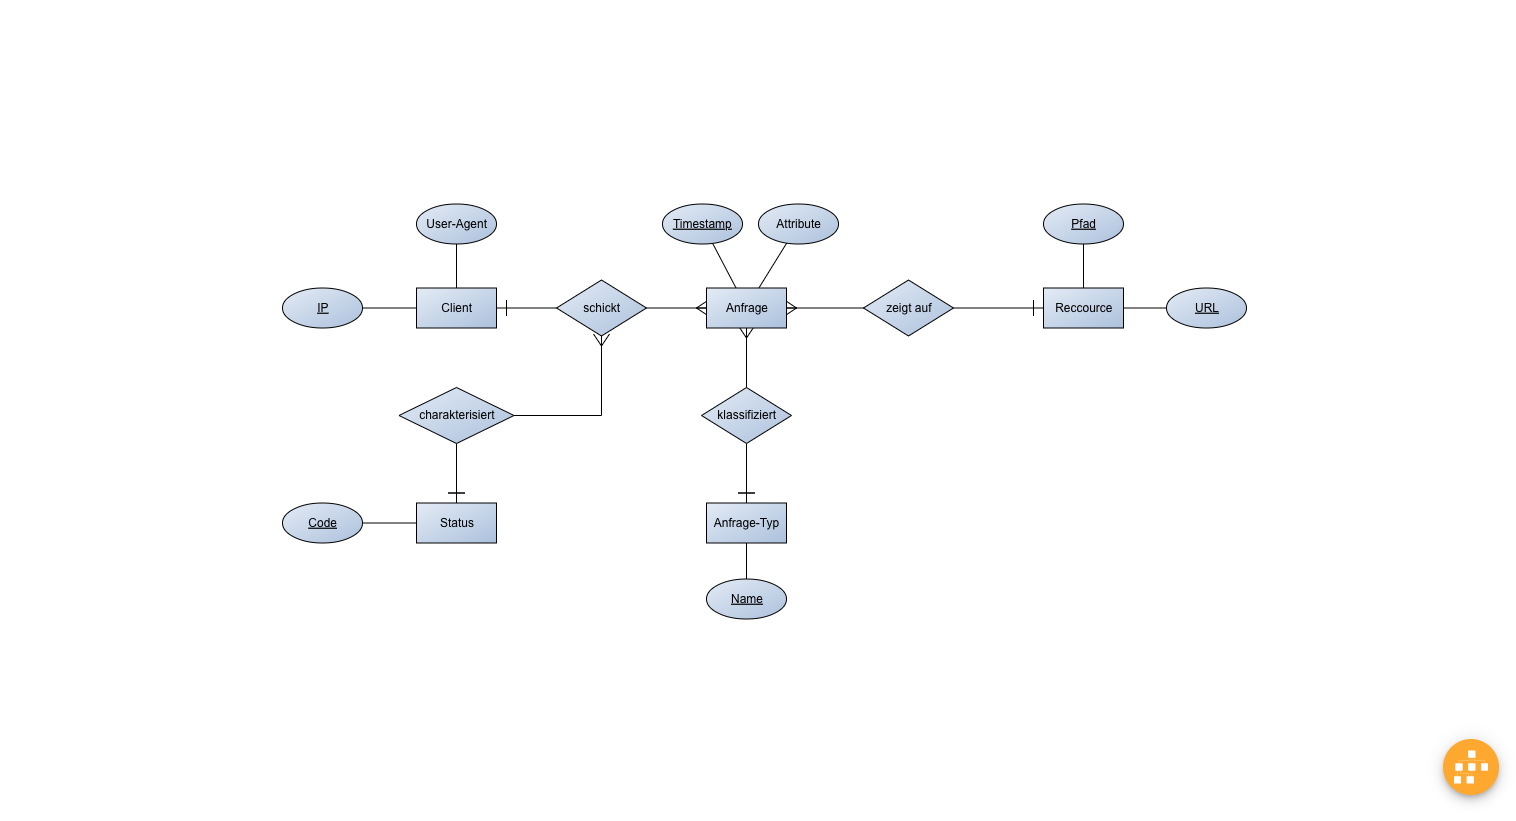 User-Agent
Timestamp
Attribute
Pfad
IP
Client
schickt
Anfrage
zeigt auf
Reccource
URL
charakterisiert
klassifiziert
Code
Status
Anfrage-Typ
Name